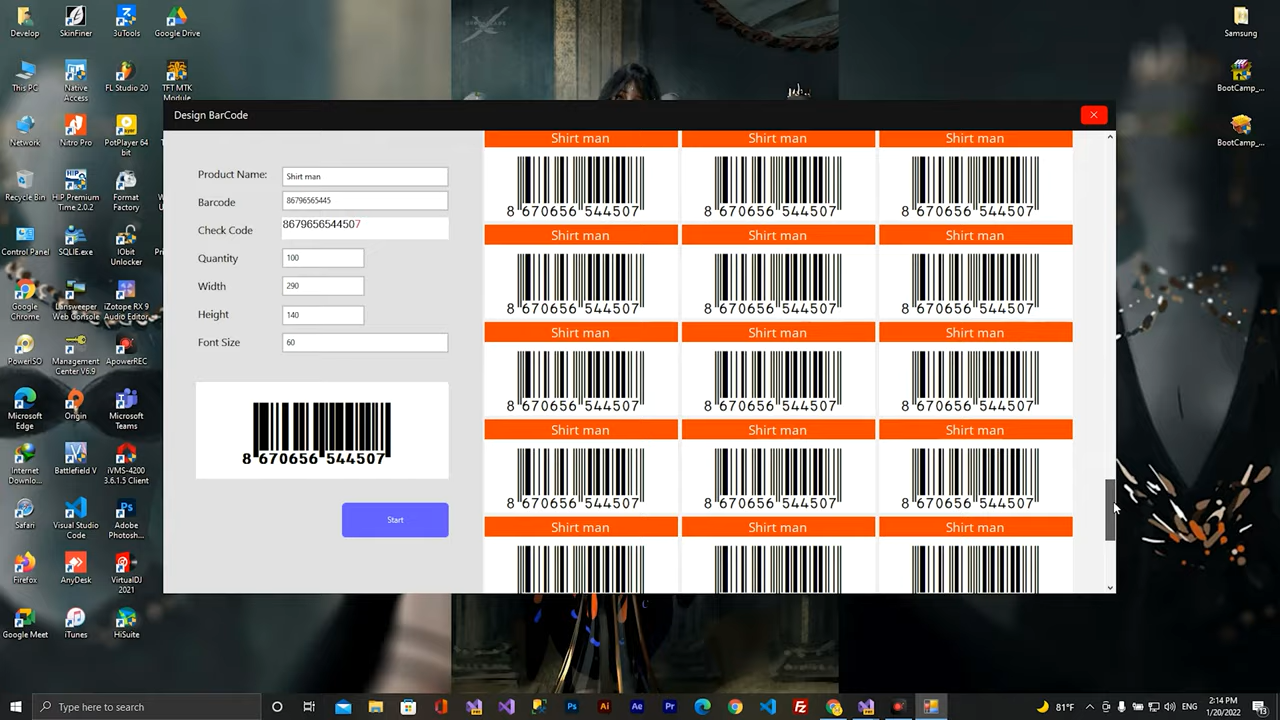 Develop
SkinFiner
3uTools
Google Drive
Samsung
This PC
Native
Access
FL Studio 20
TFT MTK
Module
BootCamp_...
Network
Nitro Pro
PotPlayer 64
bit
BootCamp_...
Recycle Bin
HiP Premium
Time 2.0.2
Format
Factory
Control Panel
SQLIE.exe
IObit
Unlocker
Pri
Google
Chrome
Lansweeper
Web Console
iZotope RX 9
Audio Editor
PowerISO
Management
Center V6.9
ApowerREC
Microsoft
Edge
Origin
Microsoft
Teams
Internet
Downlo...
Battlefield V
iVMS-4200
3.6.1.5 Client
Safari
Visual Studio
Code
Adobe
Photosh...
Firefox
AnyDesk
VirtualDJ
2021
Google Meet
iTunes
HiSuite
Design BarCode
Product Name:
Shirt man
Barcode
86796565445
Check Code
8679656544507
Quantity
100
Width
290
Height
140
Font Size
60
8 670656 544507
Start
Shirt man Shirt man Shirt man
8 670656 544507 8 670656 544507 8 670656 544507
Shirt man Shirt man Shirt man
8 670656 544507 8 670656 544507 8 670656 544507
Shirt man Shirt man Shirt man
8 670656 544507 8 670656 544507 8 670656 544507
Shirt man Shirt man Shirt man
8 670656 544507 8 670656 544507 8 670656 544507
Shirt man Shirt man Shirt man
Type here to search
81°F
ENG
2:14 PM
1/20/2022
13